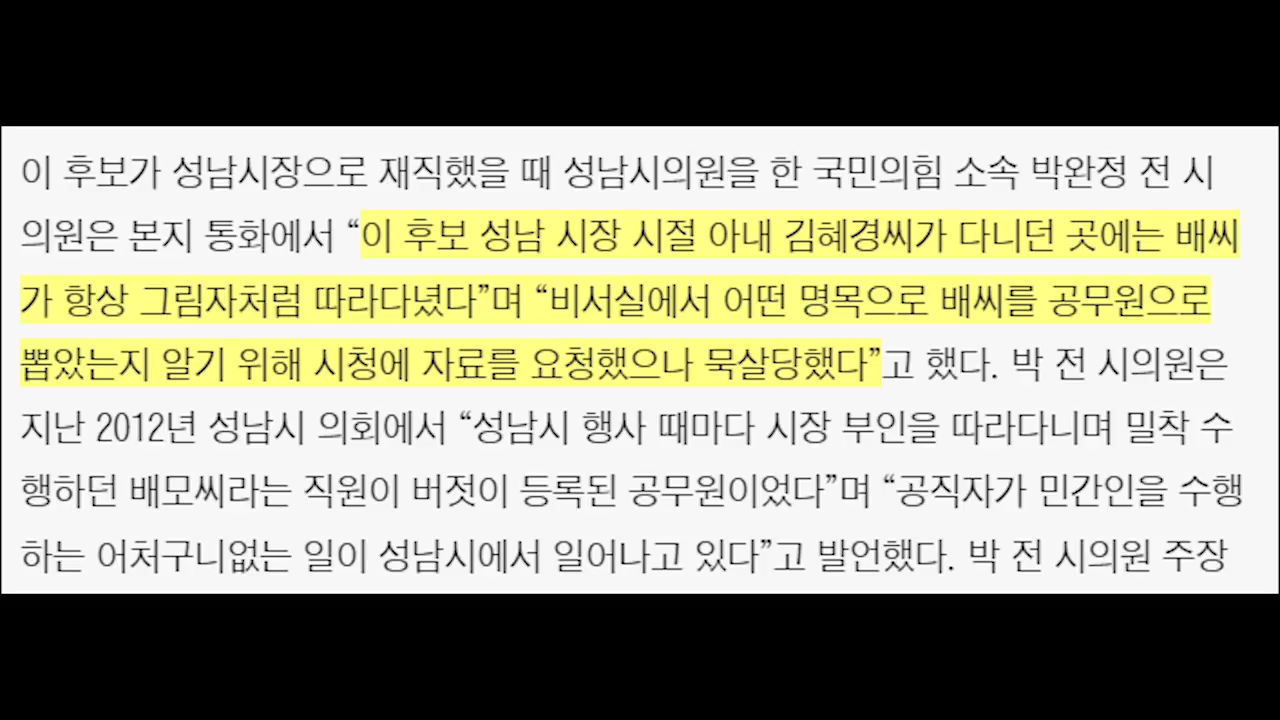 이 후보가 성남시장으로 재직했을 때 성남시의원을 한 국민의힘 소속 박완정 전 시
의원은 본지 통화에서 “이 후보 성남 시장 시절 아내 김혜경씨가 다니던 곳에는 배씨
가 항상 그림자처럼 따라다녔다”며 “비서실에서 어떤 명목으로 배씨를 공무원으로
뽑았는지 알기 위해 시청에 자료를 요청했으나 묵살당했다”고 했다. 박 전 시의원은
지난 2012년 성남시 의회에서 “성남시 행사 때마다 시장 부인을 따라다니며 밀착 수
행하던 배모씨라는 직원이 버젓이 등록된 공무원이었다”며 “공직자가 민간인을 수행
하는 어처구니없는 일이 성남시에서 일어나고 있다”고 발언했다. 박 전 시의원 주장